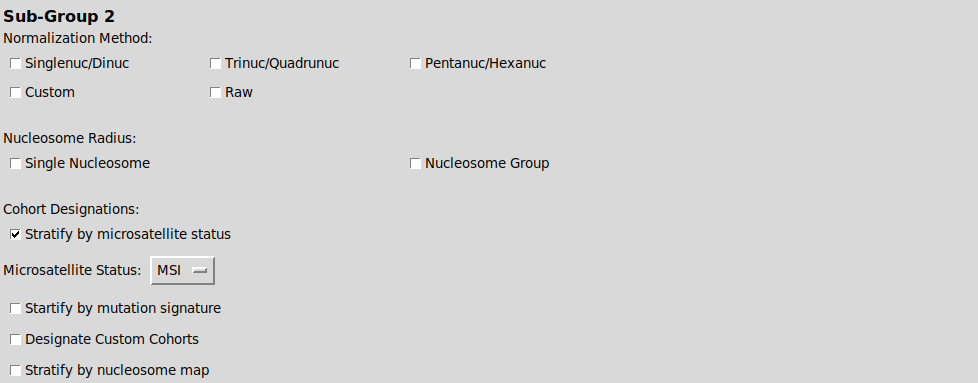 Sub-Group 2
Normalization Method:
Singlenuc/Dinuc Trinuc/Quadrunuc Pentanuc/Hexanuc
Custom Raw
Nucleosome Radius:
Single Nucleosome Nucleosome Group
Cohort Designations:
Stratify by microsatellite status
Microsatellite Status: MSI
Startify by mutation signature
Designate Custom Cohorts
Stratify by nucleosome map